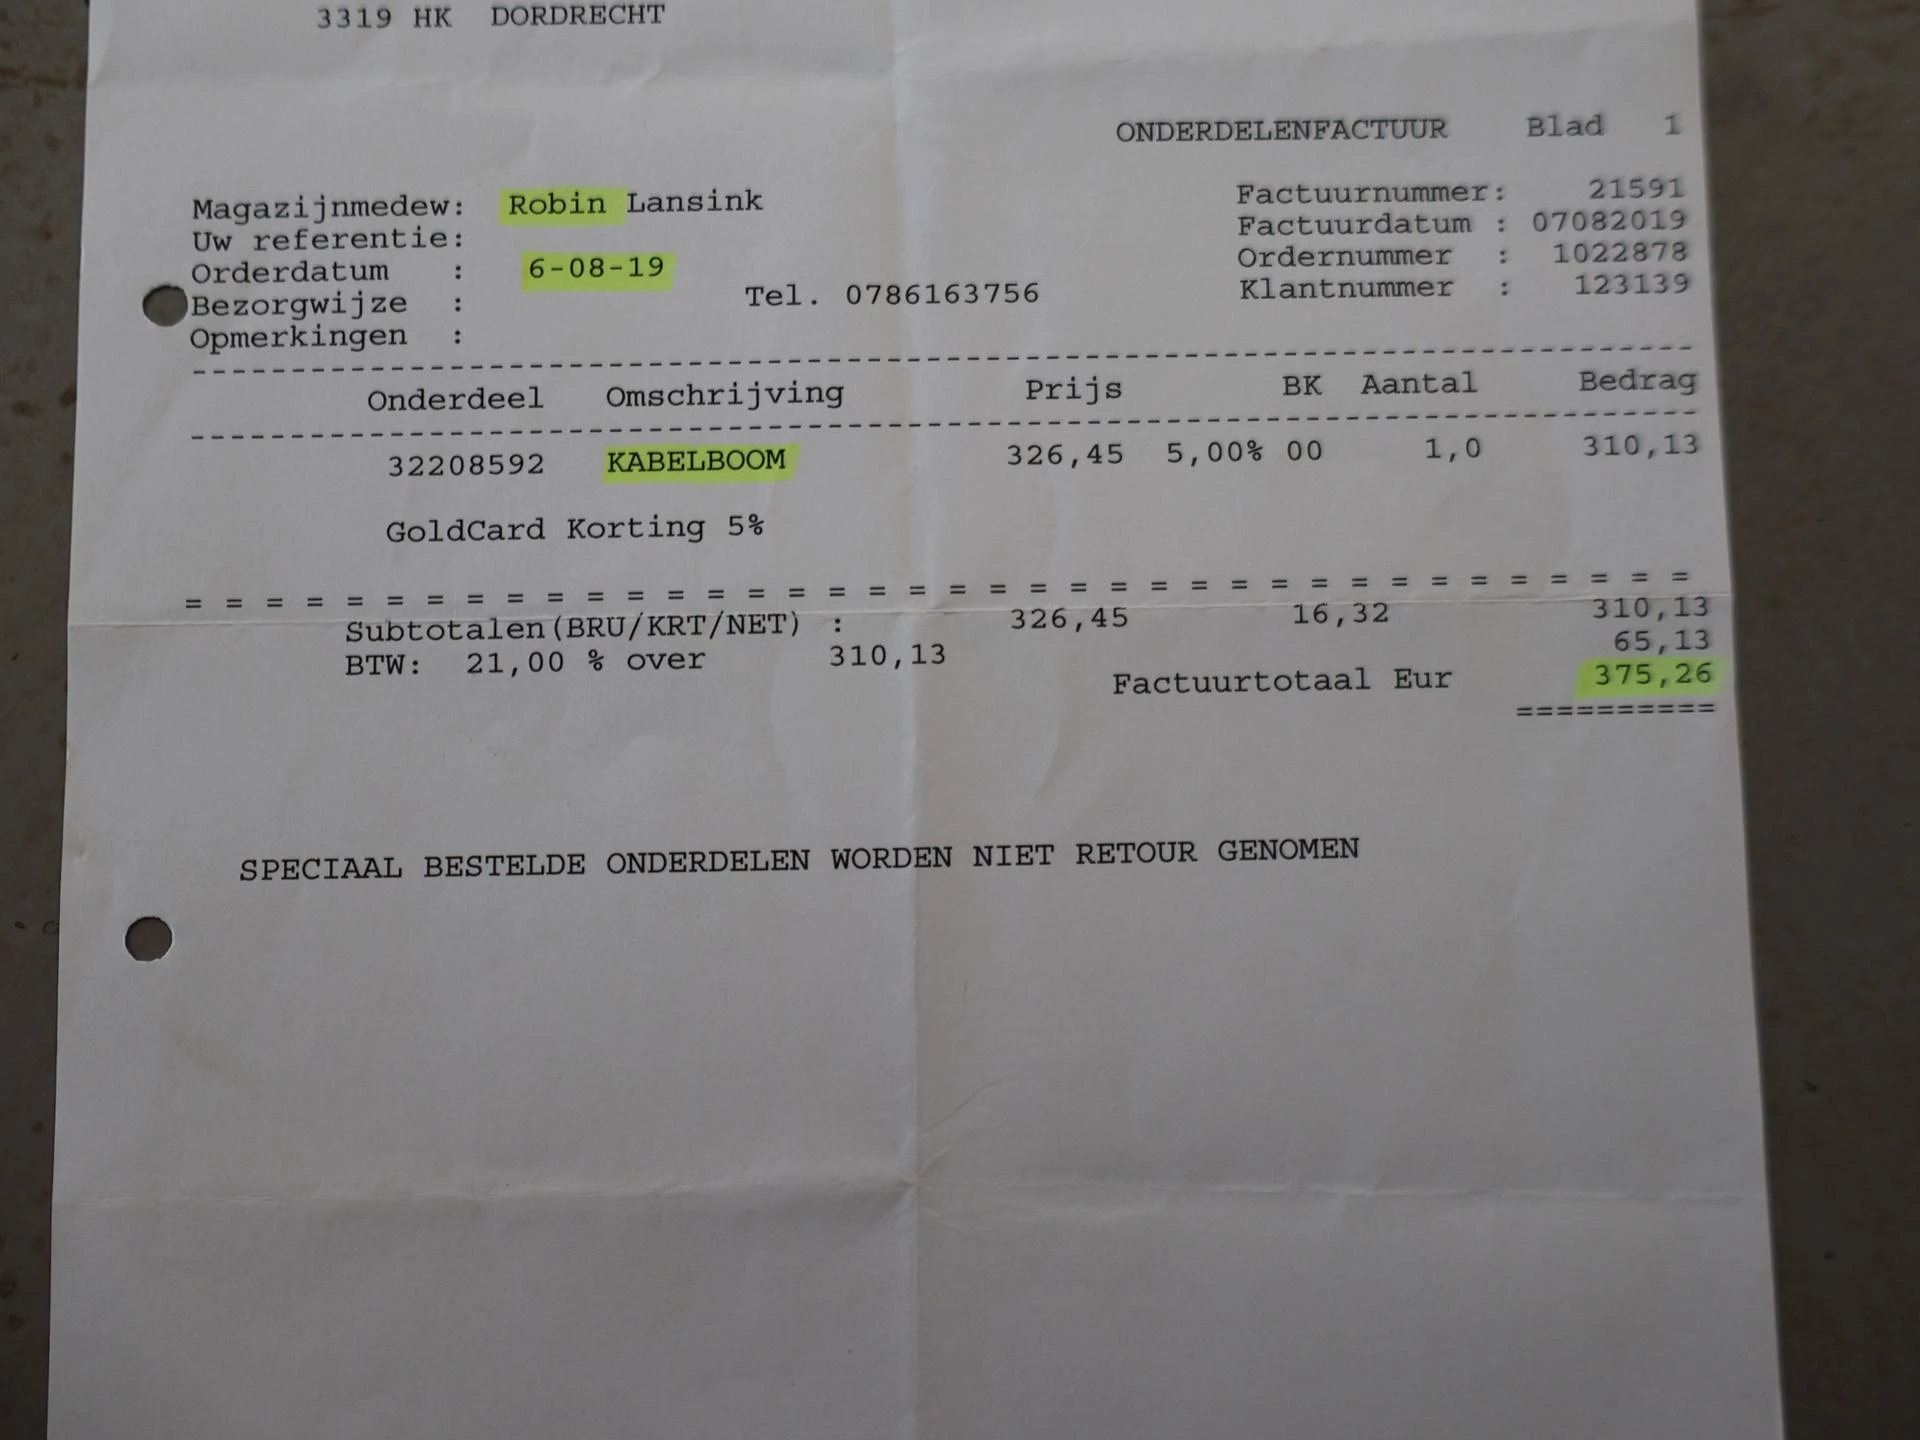 3319 HK DORDRECHT
ONDERDELENFACTUUR Blad 1
Magazijnmedew: Robin Lansink Factuurnummer: 21591
Uw referentie: Factuurdatum : 07082019
Orderdatum : 6-08-19 Ordernummer : 1022878
Bezorgwijze : Tel. 0786163756 Klantnummer : 123139
Opmerkingen :
--------------------------------------------------
Onderdeel Omschrijving Prijs BK Aantal Bedrag
--------------------------------------------------
32208592 KABELBOOM 326,45 5,00% 00 1,0 310,13
GoldCard Korting 5%
= = = = = = = = = = = = = = = = = = = = = = = = = = = = = = = = = = = = = =
Subtotalen(BRU/KRT/NET) : 326,45 16,32 310,13
BTW: 21,00 % over 310,13 65,13
Factuurtotaal Eur 375,26
==========
SPECIAAL BESTELDE ONDERDELEN WORDEN NIET RETOUR GENOMEN